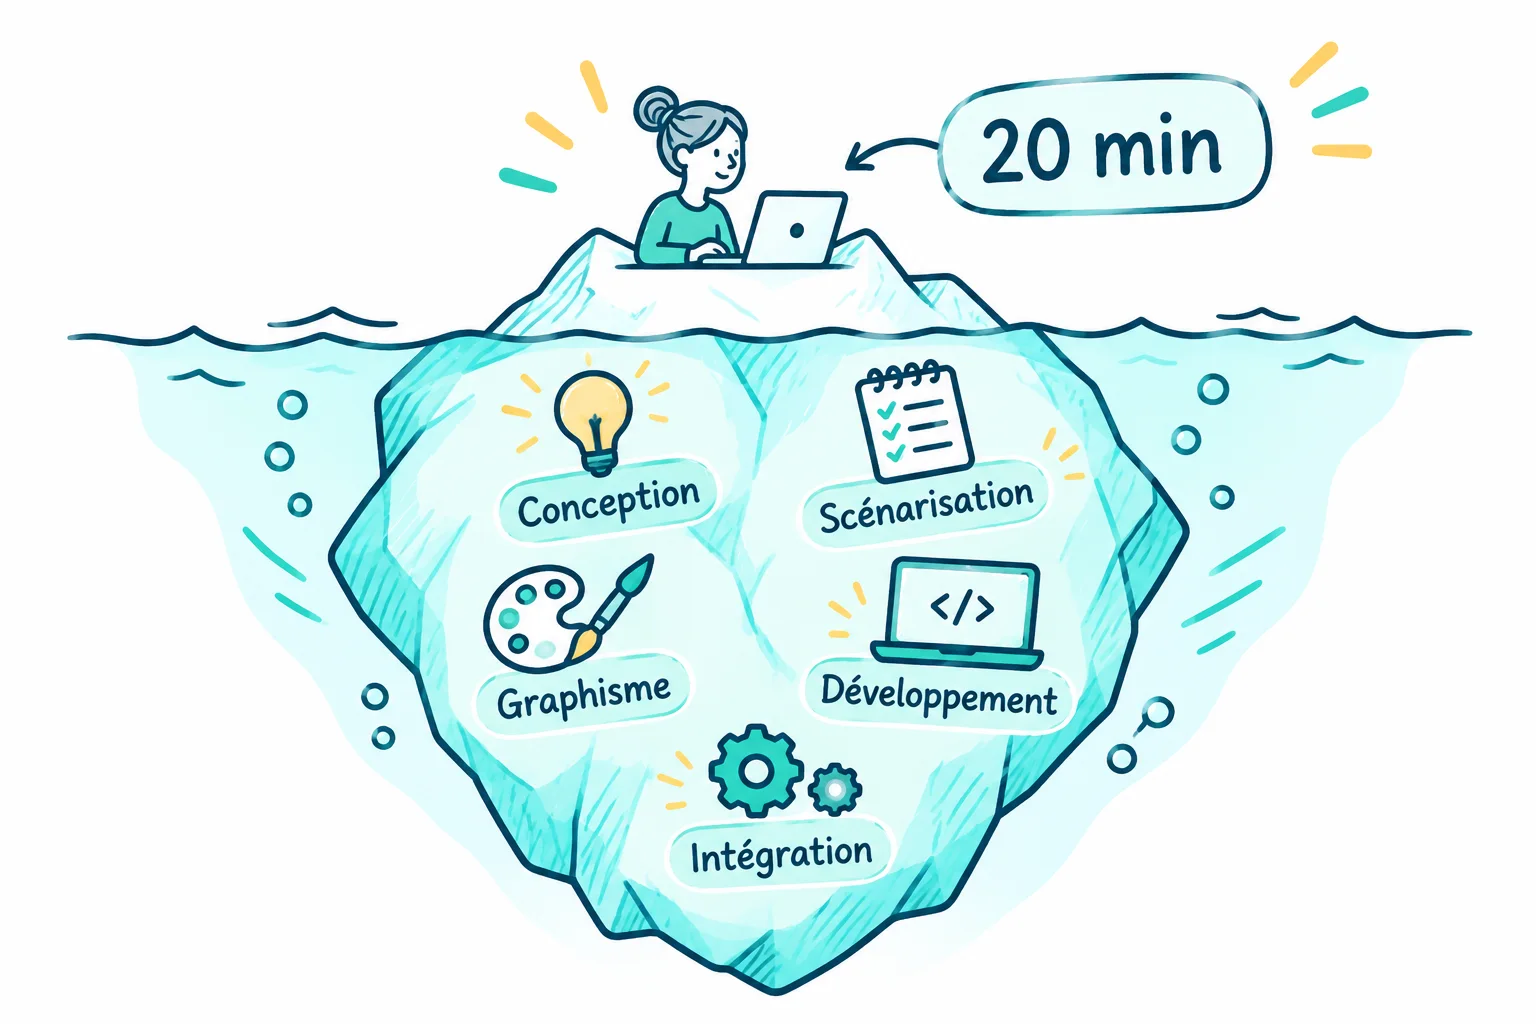 20 min
Conception
Scénarisation
Graphisme
</>
Développement
Intégration